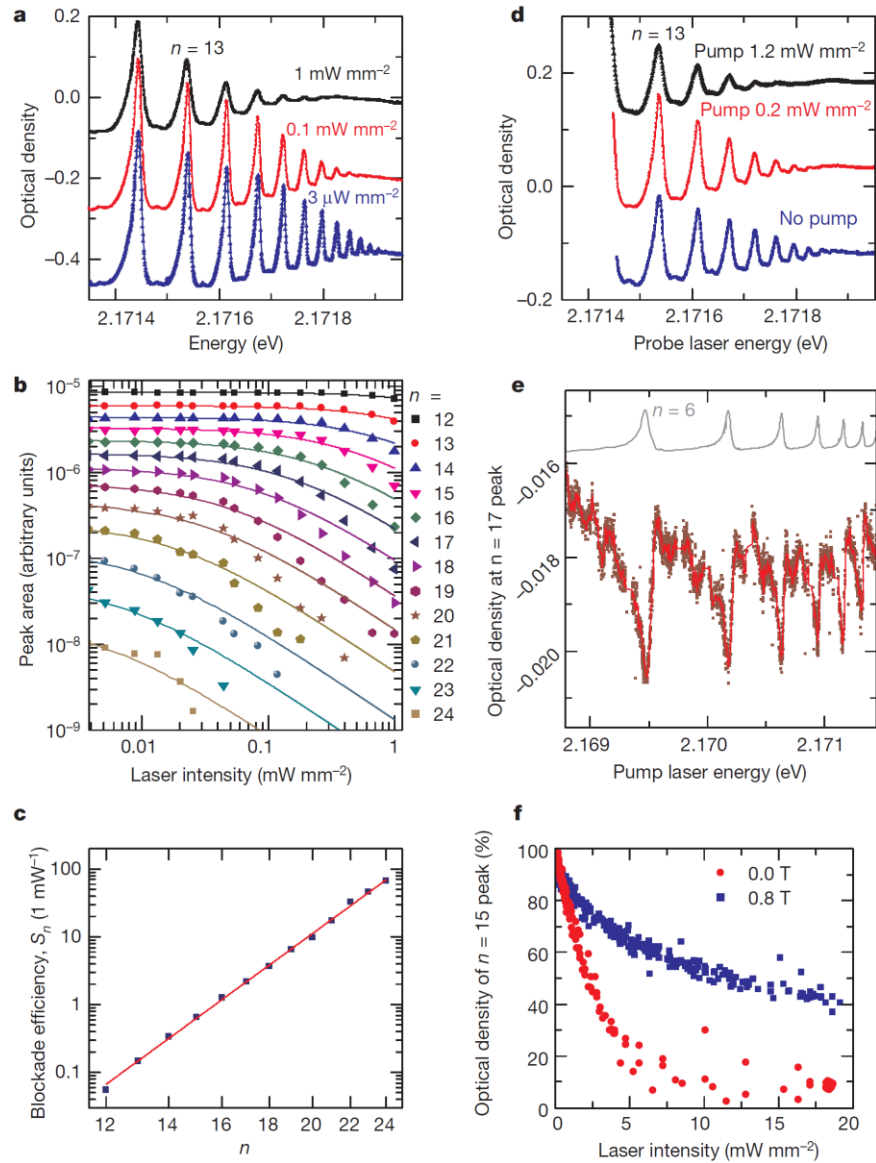 a
0.2
0.0
−0.2
−0.4
Optical density
n = 13
1 mW mm⁻²
0.1 mW mm⁻²
3 μW mm⁻²
2.1714 2.1716 2.1718
Energy (eV)
d
0.2
0.0
−0.2
Optical density
n = 13
Pump 1.2 mW mm⁻²
Pump 0.2 mW mm⁻²
No pump
2.1714 2.1716 2.1718
Probe laser energy (eV)
b
10⁻⁵
10⁻⁶
10⁻⁷
10⁻⁸
10⁻⁹
Peak area (arbitrary units)
n =
12
13
14
15
16
17
18
19
20
21
22
23
24
0.01 0.1 1
Laser intensity (mW mm⁻²)
e
n = 6
−0.016
−0.018
−0.020
Optical density at n = 17 peak
2.169 2.170 2.171
Pump laser energy (eV)
c
100
10
1
0.1
Blockade efficiency, Sₙ (1 mW⁻¹)
12 14 16 18 20 22 24
n
f
100
80
60
40
20
0
Optical density of n = 15 peak (%)
0.0 T
0.8 T
0 5 10 15 20
Laser intensity (mW mm⁻²)